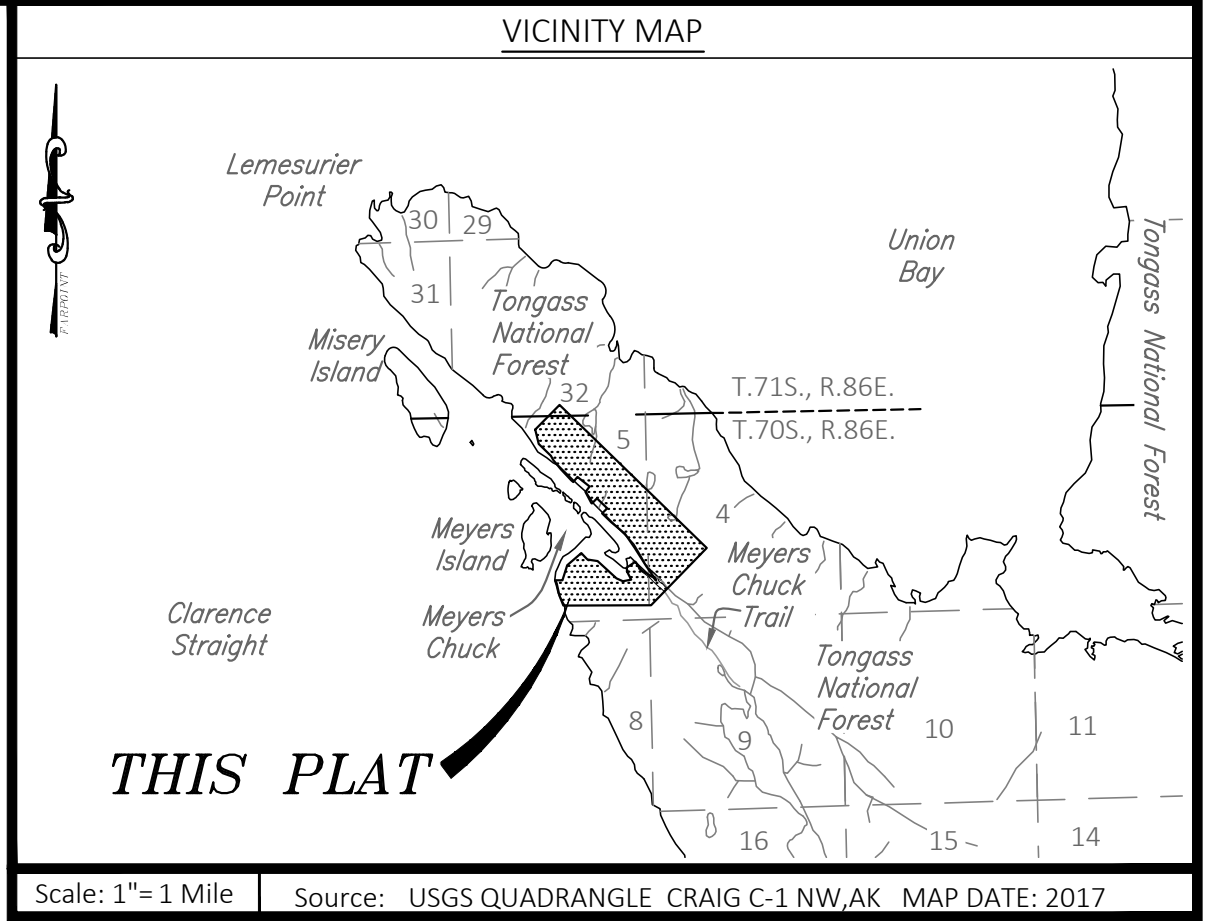 VICINITY MAP
FARPOINT
Lemesurier
Point
30
29
31
Union
Bay
Tongass National Forest
Tongass
National
Forest
Misery
Island
32
T.71S., R.86E.
T.70S., R.86E.
5
4
Meyers
Island
Meyers
Chuck
Trail
Clarence
Straight
Meyers
Chuck
Tongass
National
Forest
8
9
10
11
THIS PLAT
16
15
14
Scale: 1"= 1 Mile
Source: USGS QUADRANGLE CRAIG C-1 NW,AK MAP DATE: 2017